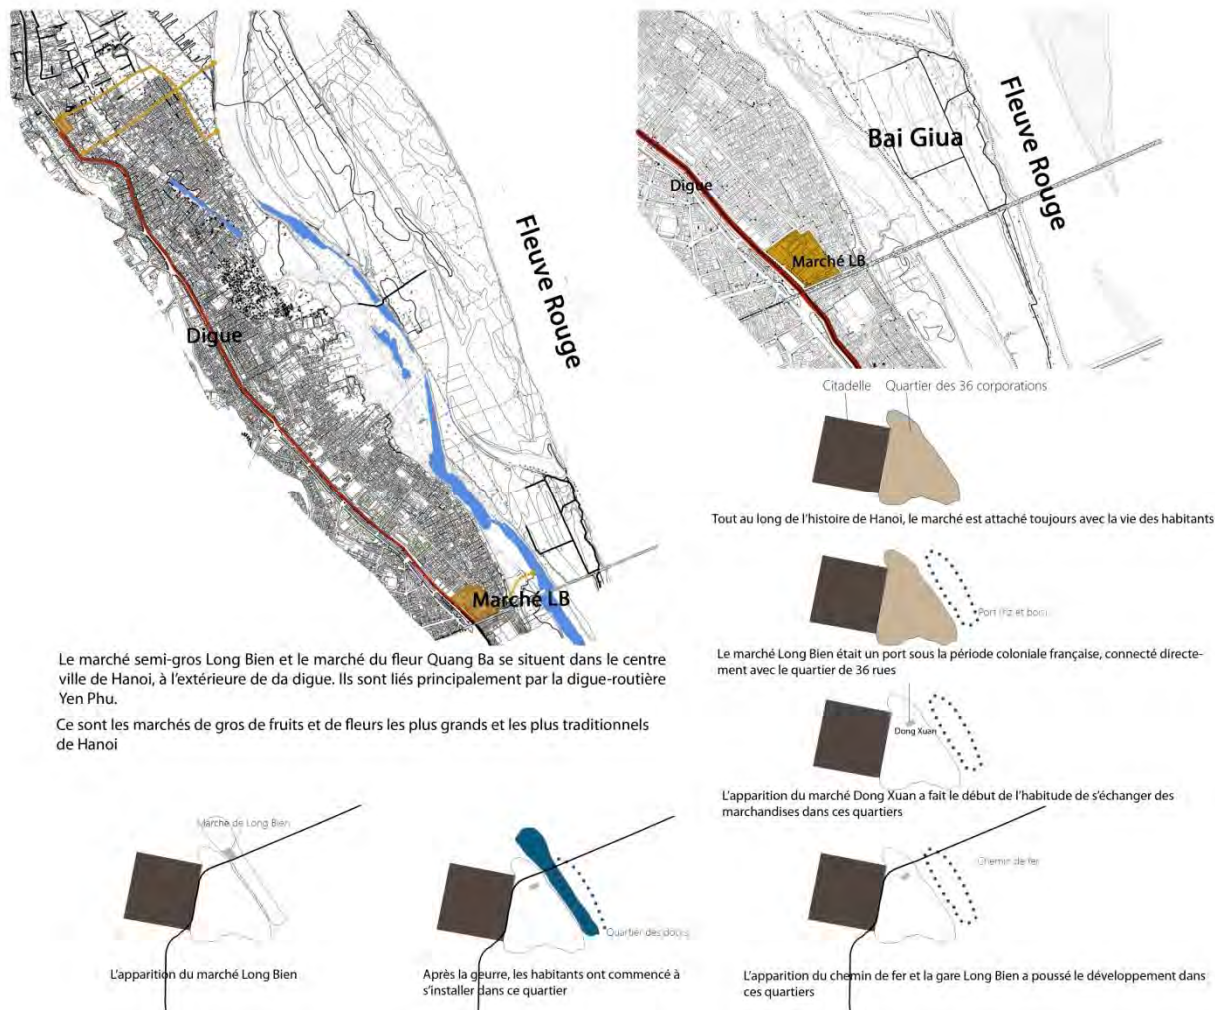 Fleuve Rouge
Digue
Marché LB
Fleuve Rouge
Bai Giua
Digue
Marché LB
Le marché semi-gros Long Bien et le marché du fleur Quang Ba se situent dans le centre
ville de Hanoi, à l'extérieure de da digue. Ils sont liés principalement par la digue-routière
Yen Phu.
Ce sont les marchés de gros de fruits et de fleurs les plus grands et les plus traditionnels
de Hanoi
Citadelle
Quartier des 36 corporations
Tout au long de l'histoire de Hanoi, le marché est attaché toujours avec la vie des habitants
Port (riz et bois)
Le marché Long Bien était un port sous la période coloniale française, connecté directe-
ment avec le quartier de 36 rues
Dong Xuan
L'apparition du marché Dong Xuan a fait le début de l'habitude de s'échanger des
marchandises dans ces quartiers
Chemin de fer
L'apparition du chemin de fer et la gare Long Bien a poussé le développement dans
ces quartiers
Quartier des docks
Après la geurre, les habitants ont commencé à
s'installer dans ce quartier
Marché de Long Bien
L'apparition du marché Long Bien